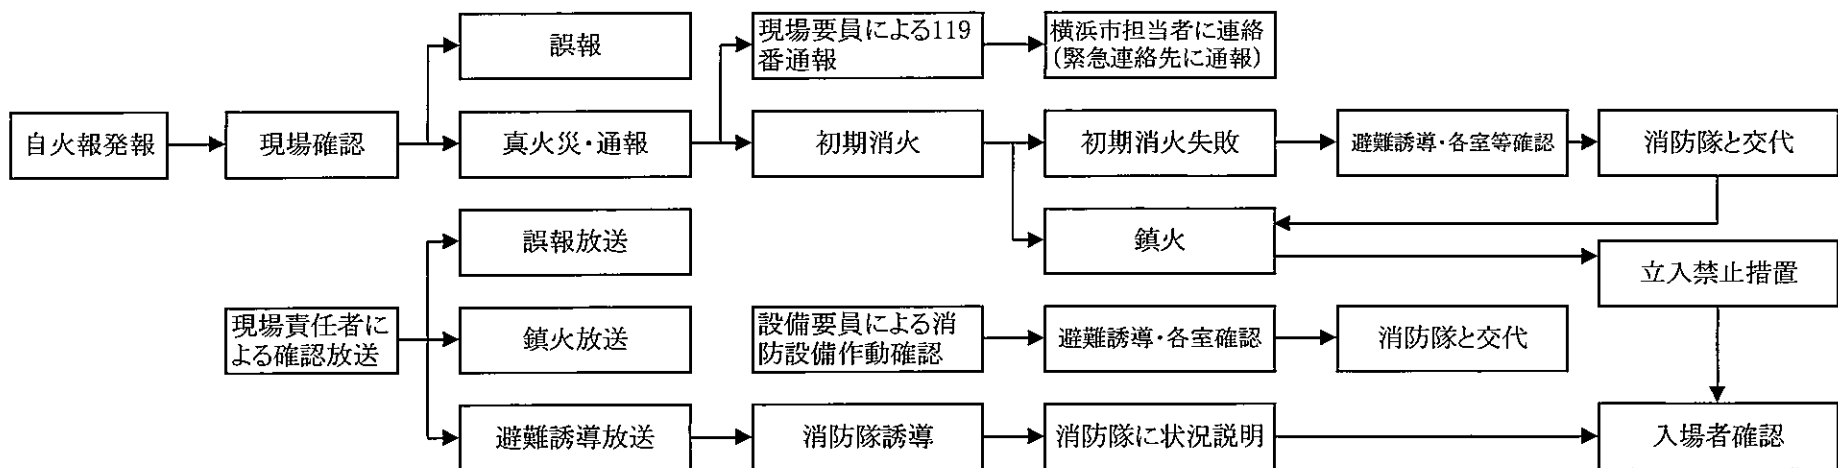 誤報
現場要員による119
番通報
横浜市担当者に連絡
(緊急連絡先に通報)
自火報発報
現場確認
真火災・通報
初期消火
初期消火失敗
避難誘導・各室等確認
消防隊と交代
誤報放送
鎮火
立入禁止措置
現場責任者に
よる確認放送
鎮火放送
設備要員による消
防設備作動確認
避難誘導・各室確認
消防隊と交代
避難誘導放送
消防隊誘導
消防隊に状況説明
入場者確認